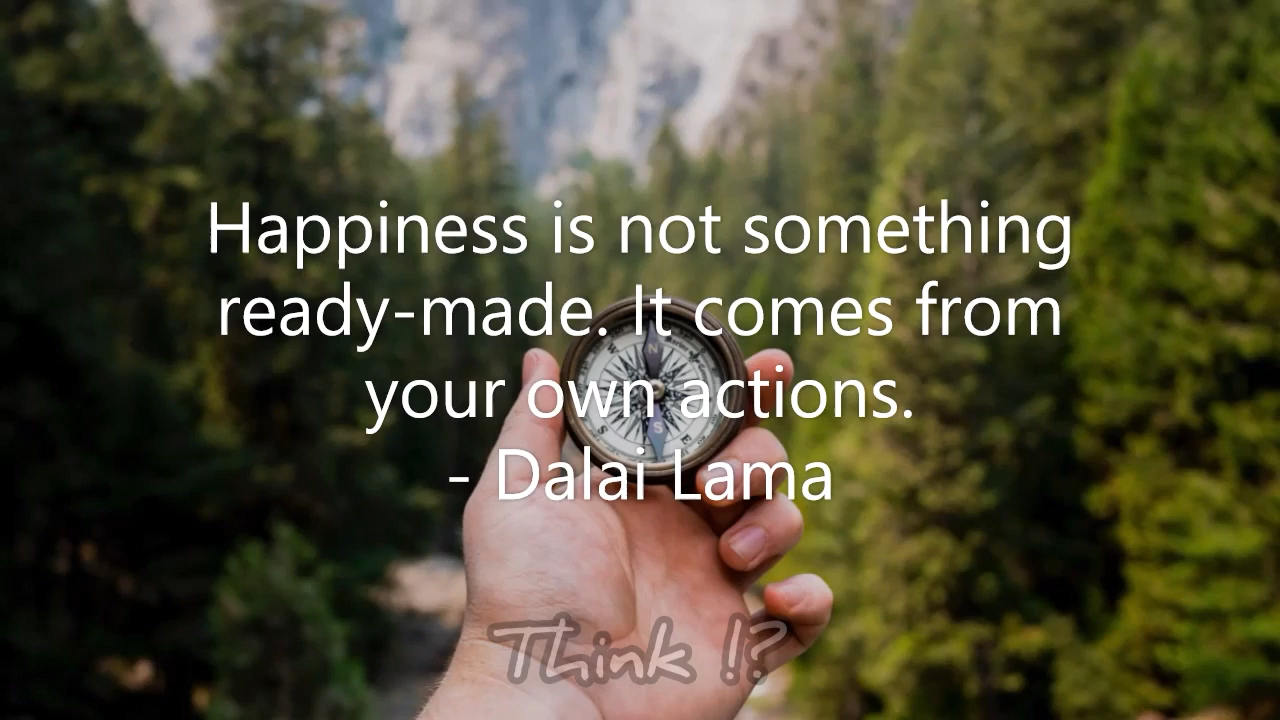 Happiness is not something
ready-made. It comes from
your own actions.
- Dalai Lama
N
W
S
S
E
Think !?